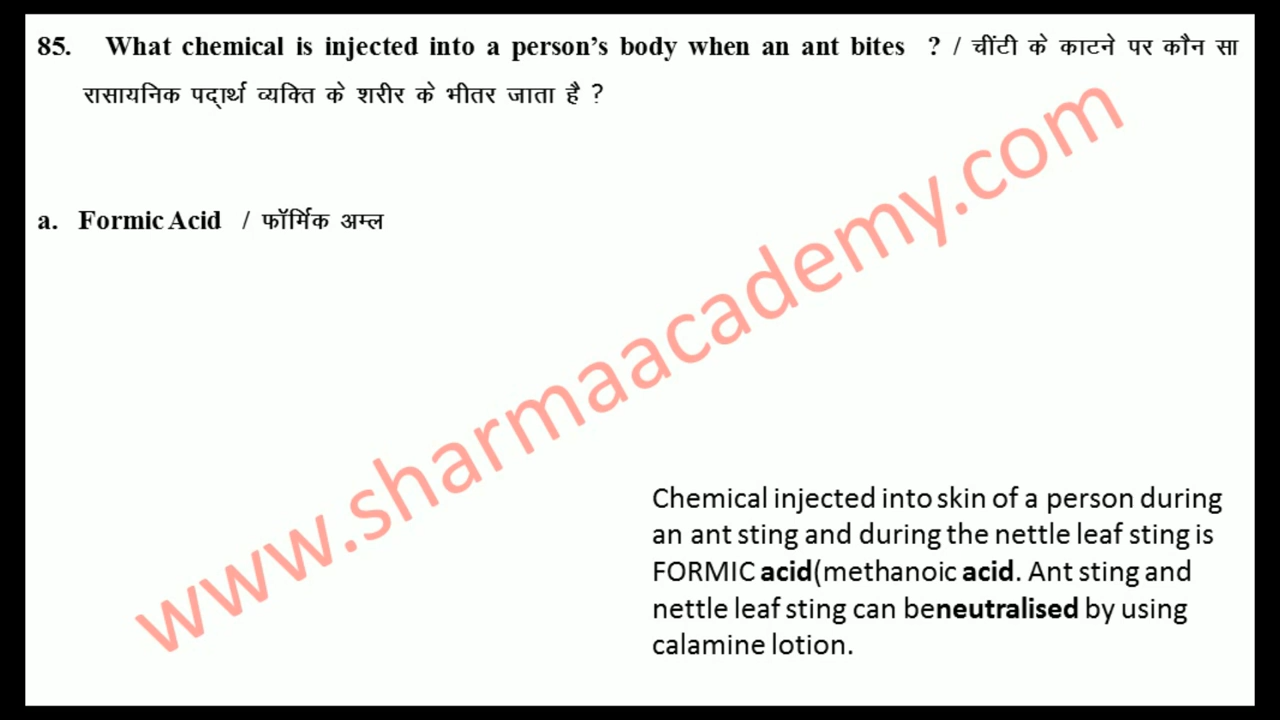 85. What chemical is injected into a person’s body when an ant bites ? / चींटी के काटने पर कौन सा
रासायनिक पद्ार्थ व्यक्ति के शरीर के भीतर जाता है ?
a. Formic Acid / फॉर्मिक अम्ल
www.sharmaacademy.com
Chemical injected into skin of a person during
an ant sting and during the nettle leaf sting is
FORMIC acid(methanoic acid. Ant sting and
nettle leaf sting can beneutralised by using
calamine lotion.